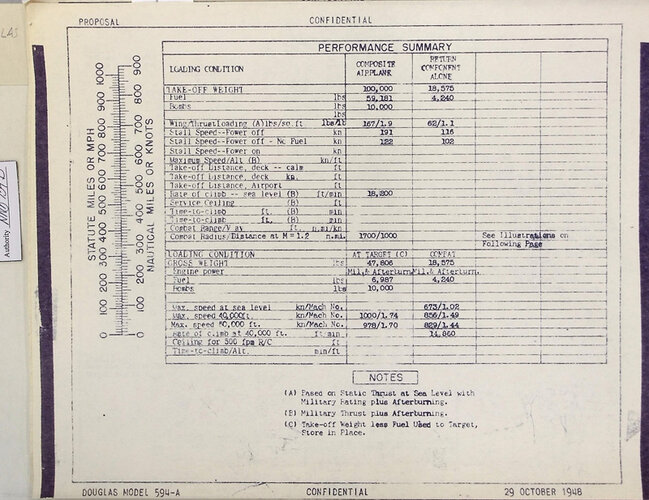 PROPOSAL CONFIDENTIAL
PERFORMANCE SUMMARY
LOADING CONDITION COMPOSITE AIRPLANE RETURN COMPONENT ALONE
TAKE-OFF WEIGHT 100,000 18,575
Fuel lbs 59,181 4,240
Bombs lbs 10,000
lbs
Wing/Thrustloading (A)lbs/sq.ft lbs/lb 167/1.9 62/1.1
Stall Speed--Power off kn 191 116
Stall Speed--Power off - No Fuel kn 122 102
Stall Speed--Power on kn
Maximum Speed/Alt (B) kn/ft
Take-off Distance, deck -- calm ft
Take-off Distance, deck kn. ft
Take-off Distance, Airport ft
Rate of climb -- sea level (B) ft/min 18,200
Service Ceiling (B) ft
Time-to-climb ft. (B) min
Time-to-climb ft. (B) min
Combat Range/V av ft. n.mi/kn
Combat Radius/Distance at M = 1.2 n.mi. 1700/1000 See Illustrations on Following Page
LOADING CONDITION AT TARGET (C) COMBAT
GROSS WEIGHT lbs 47,806 18,575
Engine power Mil.& Afterburn. Mil.& Afterburn.
Fuel lbs 6,987 4,240
Bombs lbs 10,000
Max. speed at sea level kn/Mach No. 673/1.02
Max. speed 40,000ft. kn/Mach No. 1000/1.74 856/1.49
Max. speed 50,000 ft. kn/Mach No. 978/1.70 829/1.44
Rate of climb at 40,000 ft. ft/min 14,860
Ceiling for 500 fpm R/C ft
Time-to-climb/Alt. min/ft
NOTES
(A) Based on Static Thrust at Sea Level with
Military Rating plus Afterburning.
(B) Military Thrust plus Afterburning.
(C) Take-off Weight less Fuel Used to Target,
Store in Place.
DOUGLAS MODEL 594-A CONFIDENTIAL 29 OCTOBER 1948
STATUTE MILES OR MPH
0 100 200 300 400 500 600 700 800 900 1000
NAUTICAL MILES OR KNOTS
0 100 200 300 400 500 600 700 800 900
Authority